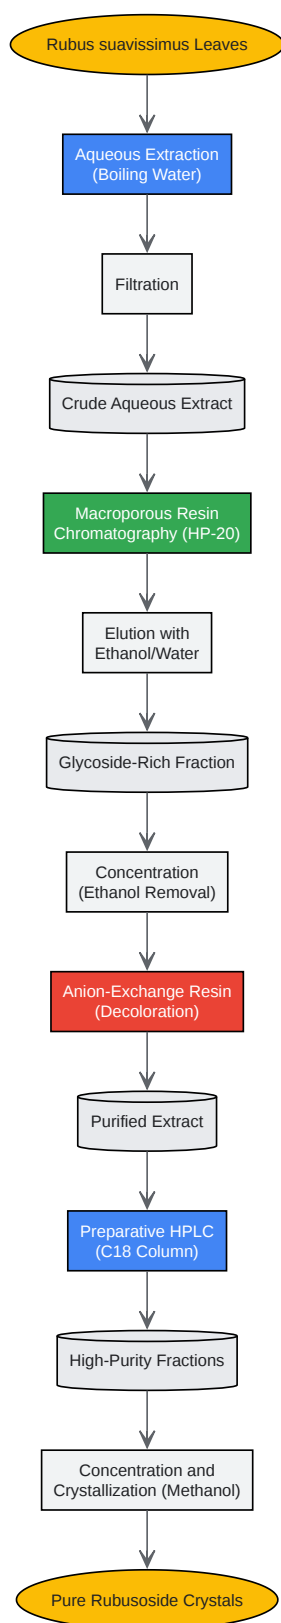 Rubus suavissimus Leaves
Aqueous Extraction
(Boiling Water)
Filtration
Crude Aqueous Extract
Macroporous Resin
Chromatography (HP-20)
Elution with
Ethanol/Water
Glycoside-Rich Fraction
Concentration
(Ethanol Removal)
Anion-Exchange Resin
(Decoloration)
Purified Extract
Preparative HPLC
(C18 Column)
High-Purity Fractions
Concentration and
Crystallization (Methanol)
Pure Rubusoside Crystals